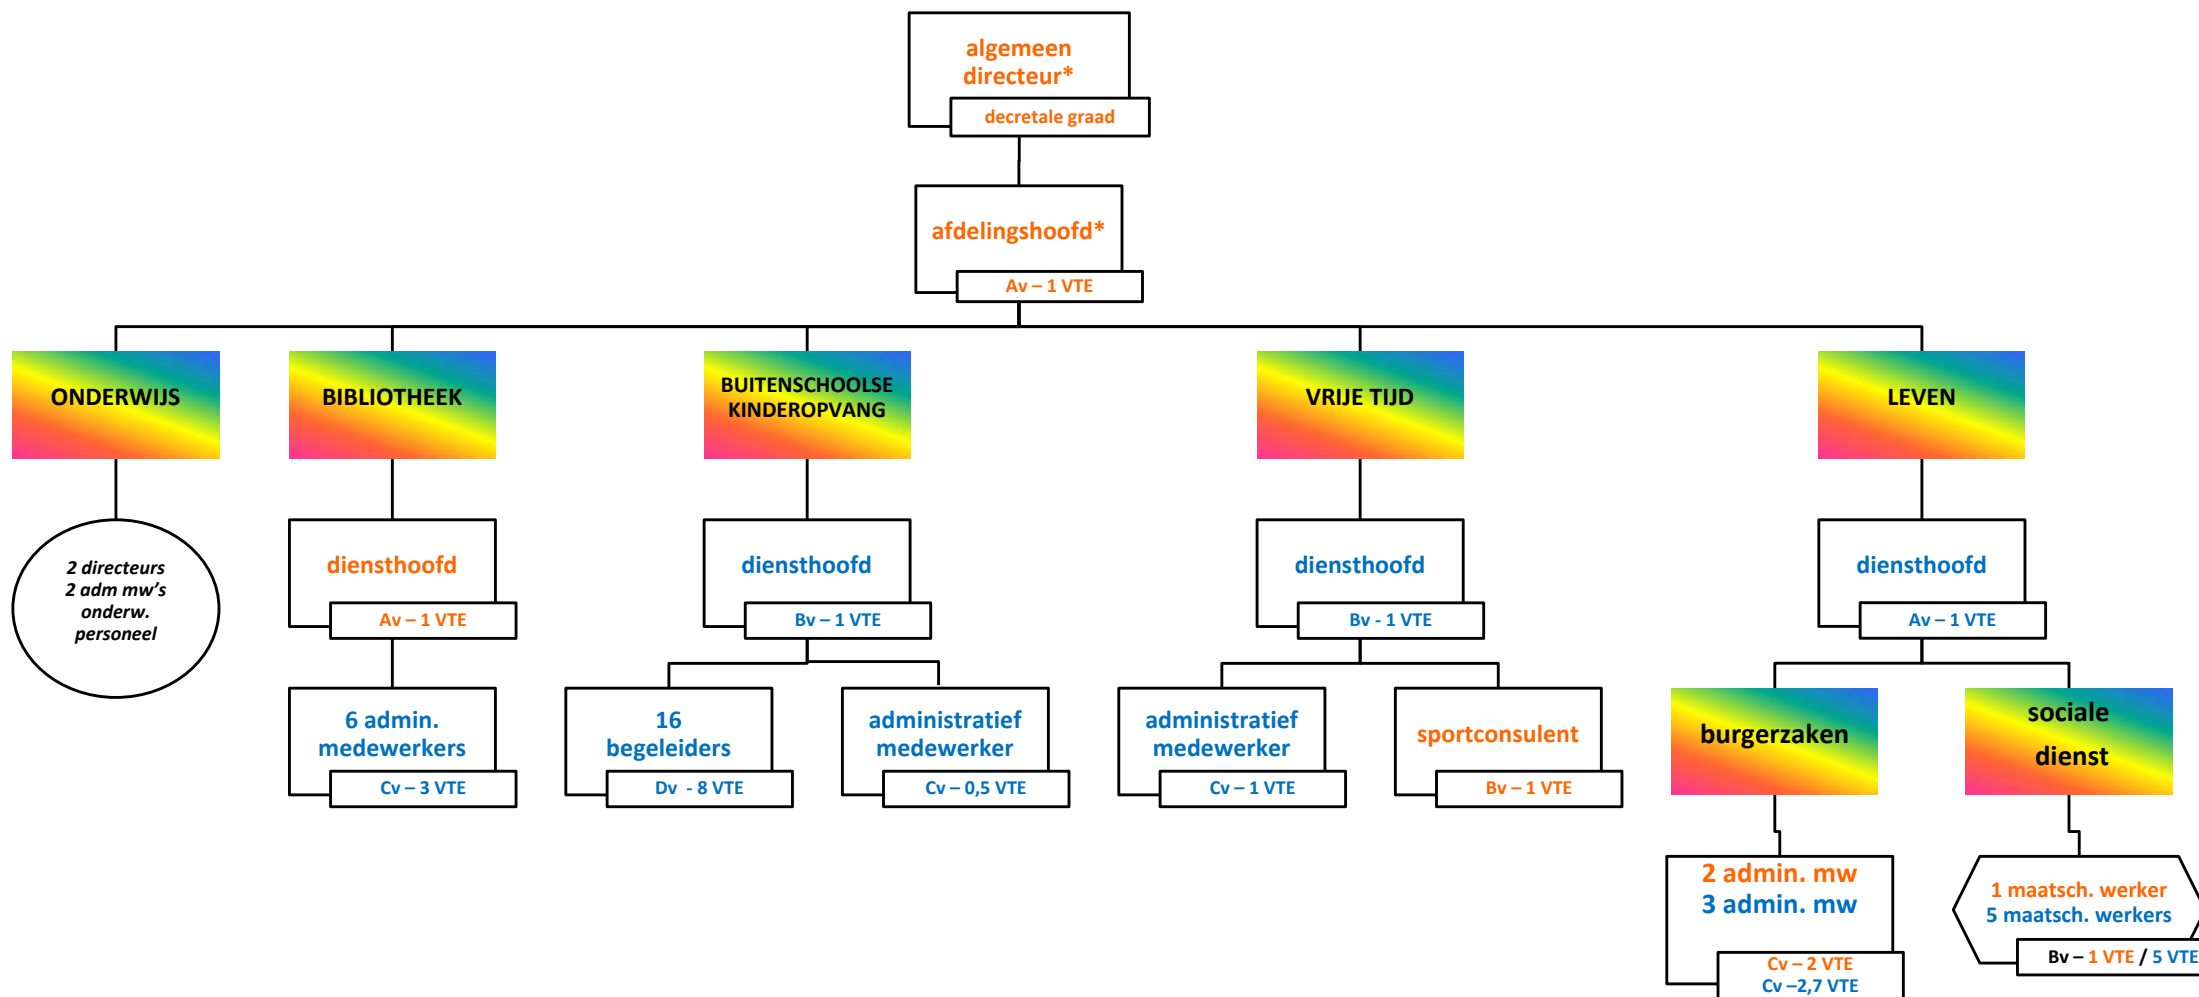 algemeen
directeur*
decretale graad
afdelingshoofd*
Av – 1 VTE
ONDERWIJS
BIBLIOTHEEK
BUITENSCHOOLSE
KINDEROPVANG
VRIJE TIJD
LEVEN
2 directeurs
2 adm mw’s
onderw.
personeel
diensthoofd
Av – 1 VTE
diensthoofd
Bv – 1 VTE
diensthoofd
Bv - 1 VTE
diensthoofd
Av – 1 VTE
6 admin.
medewerkers
Cv – 3 VTE
16
begeleiders
Dv - 8 VTE
administratief
medewerker
Cv – 0,5 VTE
administratief
medewerker
Cv – 1 VTE
sportconsulent
Bv – 1 VTE
burgerzaken
sociale
dienst
2 admin. mw
3 admin. mw
Cv – 2 VTE
Cv –2,7 VTE
1 maatsch. werker
5 maatsch. werkers
Bv – 1 VTE / 5 VTE